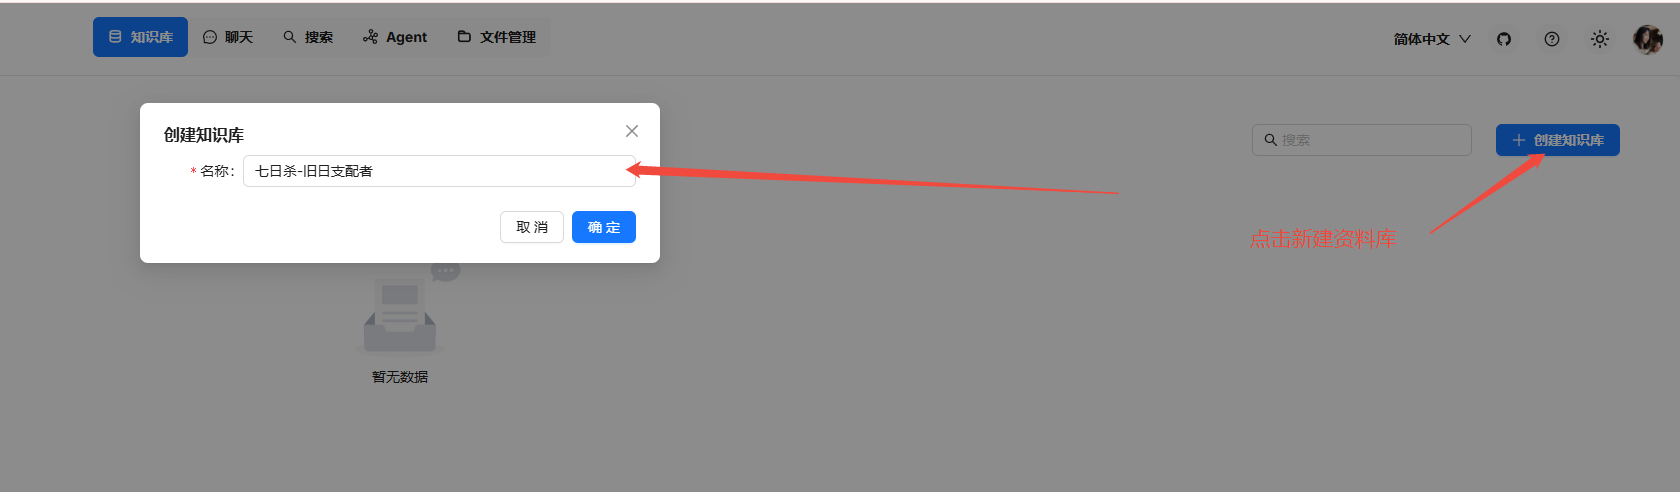 知识库 聊天 搜索 Agent 文件管理 简体中文
创建知识库
* 名称： 七日杀-旧日支配者
取 消 确 定
搜索 创建知识库
点击新建资料库
暂无数据